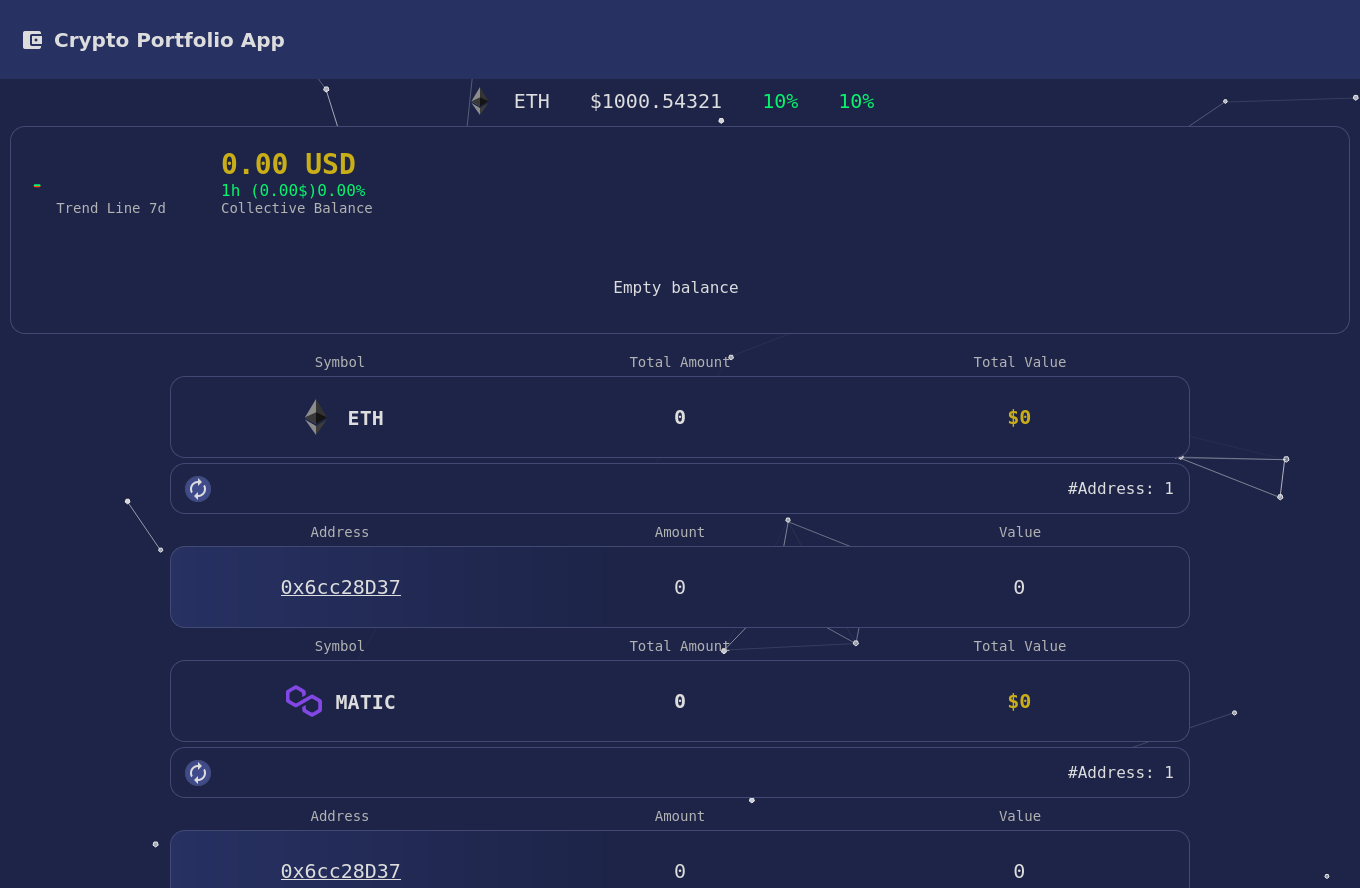 Crypto Portfolio App
ETH $1000.54321 10% 10%
0.00 USD
1h (0.00$)0.00%
Trend Line 7d Collective Balance
Empty balance
Symbol Total Amount Total Value
ETH 0 $0
#Address: 1
Address Amount Value
0x6cc28D37 0 0
Symbol Total Amount Total Value
MATIC 0 $0
#Address: 1
Address Amount Value
0x6cc28D37 0 0